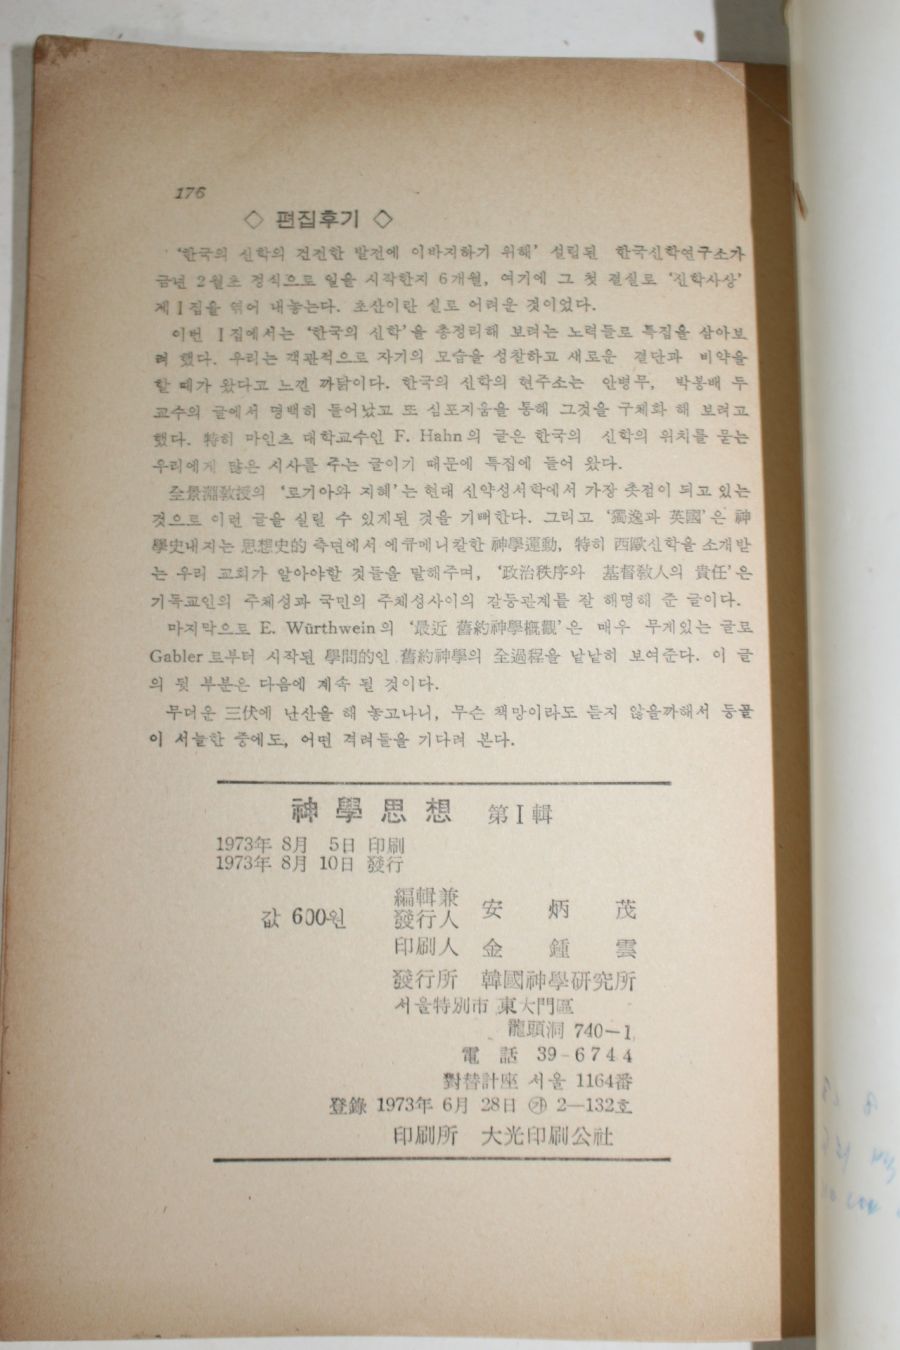 176
◇ 편집후기 ◇
‘한국의 신학의 건전한 발전에 이바지하기 위해’ 설립된 한국신학연구소가
금년 2월초 정식으로 일을 시작한지 6개월, 여기에 그 첫 결실로 ‘신학사상’
제Ⅰ집을 엮어 내놓는다. 초산이란 실로 어려운 것이었다.
이번 Ⅰ집에서는 ‘한국의 신학’을 총정리해 보려는 노력들로 특집을 삼아보
려 했다. 우리는 객관적으로 자기의 모습을 성찰하고 새로운 결단과 비약을
할 때가 왔다고 느낀 까닭이다. 한국의 신학의 현주소는 안병무, 박봉배 두
교수의 글에서 명백히 들어났고 또 심포지움을 통해 그것을 구체화 해 보려고
했다. 特히 마인츠 대학교수인 F. Hahn의 글은 한국의 신학의 위치를 묻는
우리에게 많은 시사를 주는 글이기 때문에 특집에 들어 왔다.
全景淵敎授의 ‘로기아와 지혜’는 현대 신약성서학에서 가장 촛점이 되고 있는
것으로 이런 글을 실릴 수 있게된 것을 기뻐한다. 그리고 ‘獨逸과 英國’은 神
學史내지는 思想史的 측면에서 에큐메니칼한 神學運動, 特히 西歐신학을 소개받
는 우리 교회가 알아야할 것들을 말해주며, ‘政治秩序와 基督敎人의 責任’은
기독교인의 주체성과 국민의 주체성사이의 갈등관계를 잘 해명해 준 글이다.
마지막으로 E. Würthwein의 ‘最近 舊約神學槪觀’은 매우 무게있는 글로
Gabler로부터 시작된 學問的인 舊約神學의 全過程을 낱낱히 보여준다. 이 글
의 뒷 부분은 다음에 계속 될 것이다.
무더운 三伏에 난산을 해 놓고나니, 무슨 책망이라도 듣지 않을까해서 등골
이 서늘한 중에도, 어떤 격려들을 기다려 본다.
神學思想 第Ⅰ輯
1973年 8月 5日 印刷
1973年 8月 10日 發行
값 600원
編輯兼
發行人 安炳茂
印刷人 金鍾雲
發行所 韓國神學研究所
서울特別市 東大門區
龍頭洞 740—1
電話 39-6744
對替計座 서울 1164番
登錄 1973年 6月 28日 ㉮ 2—132호
印刷所 大光印刷公社